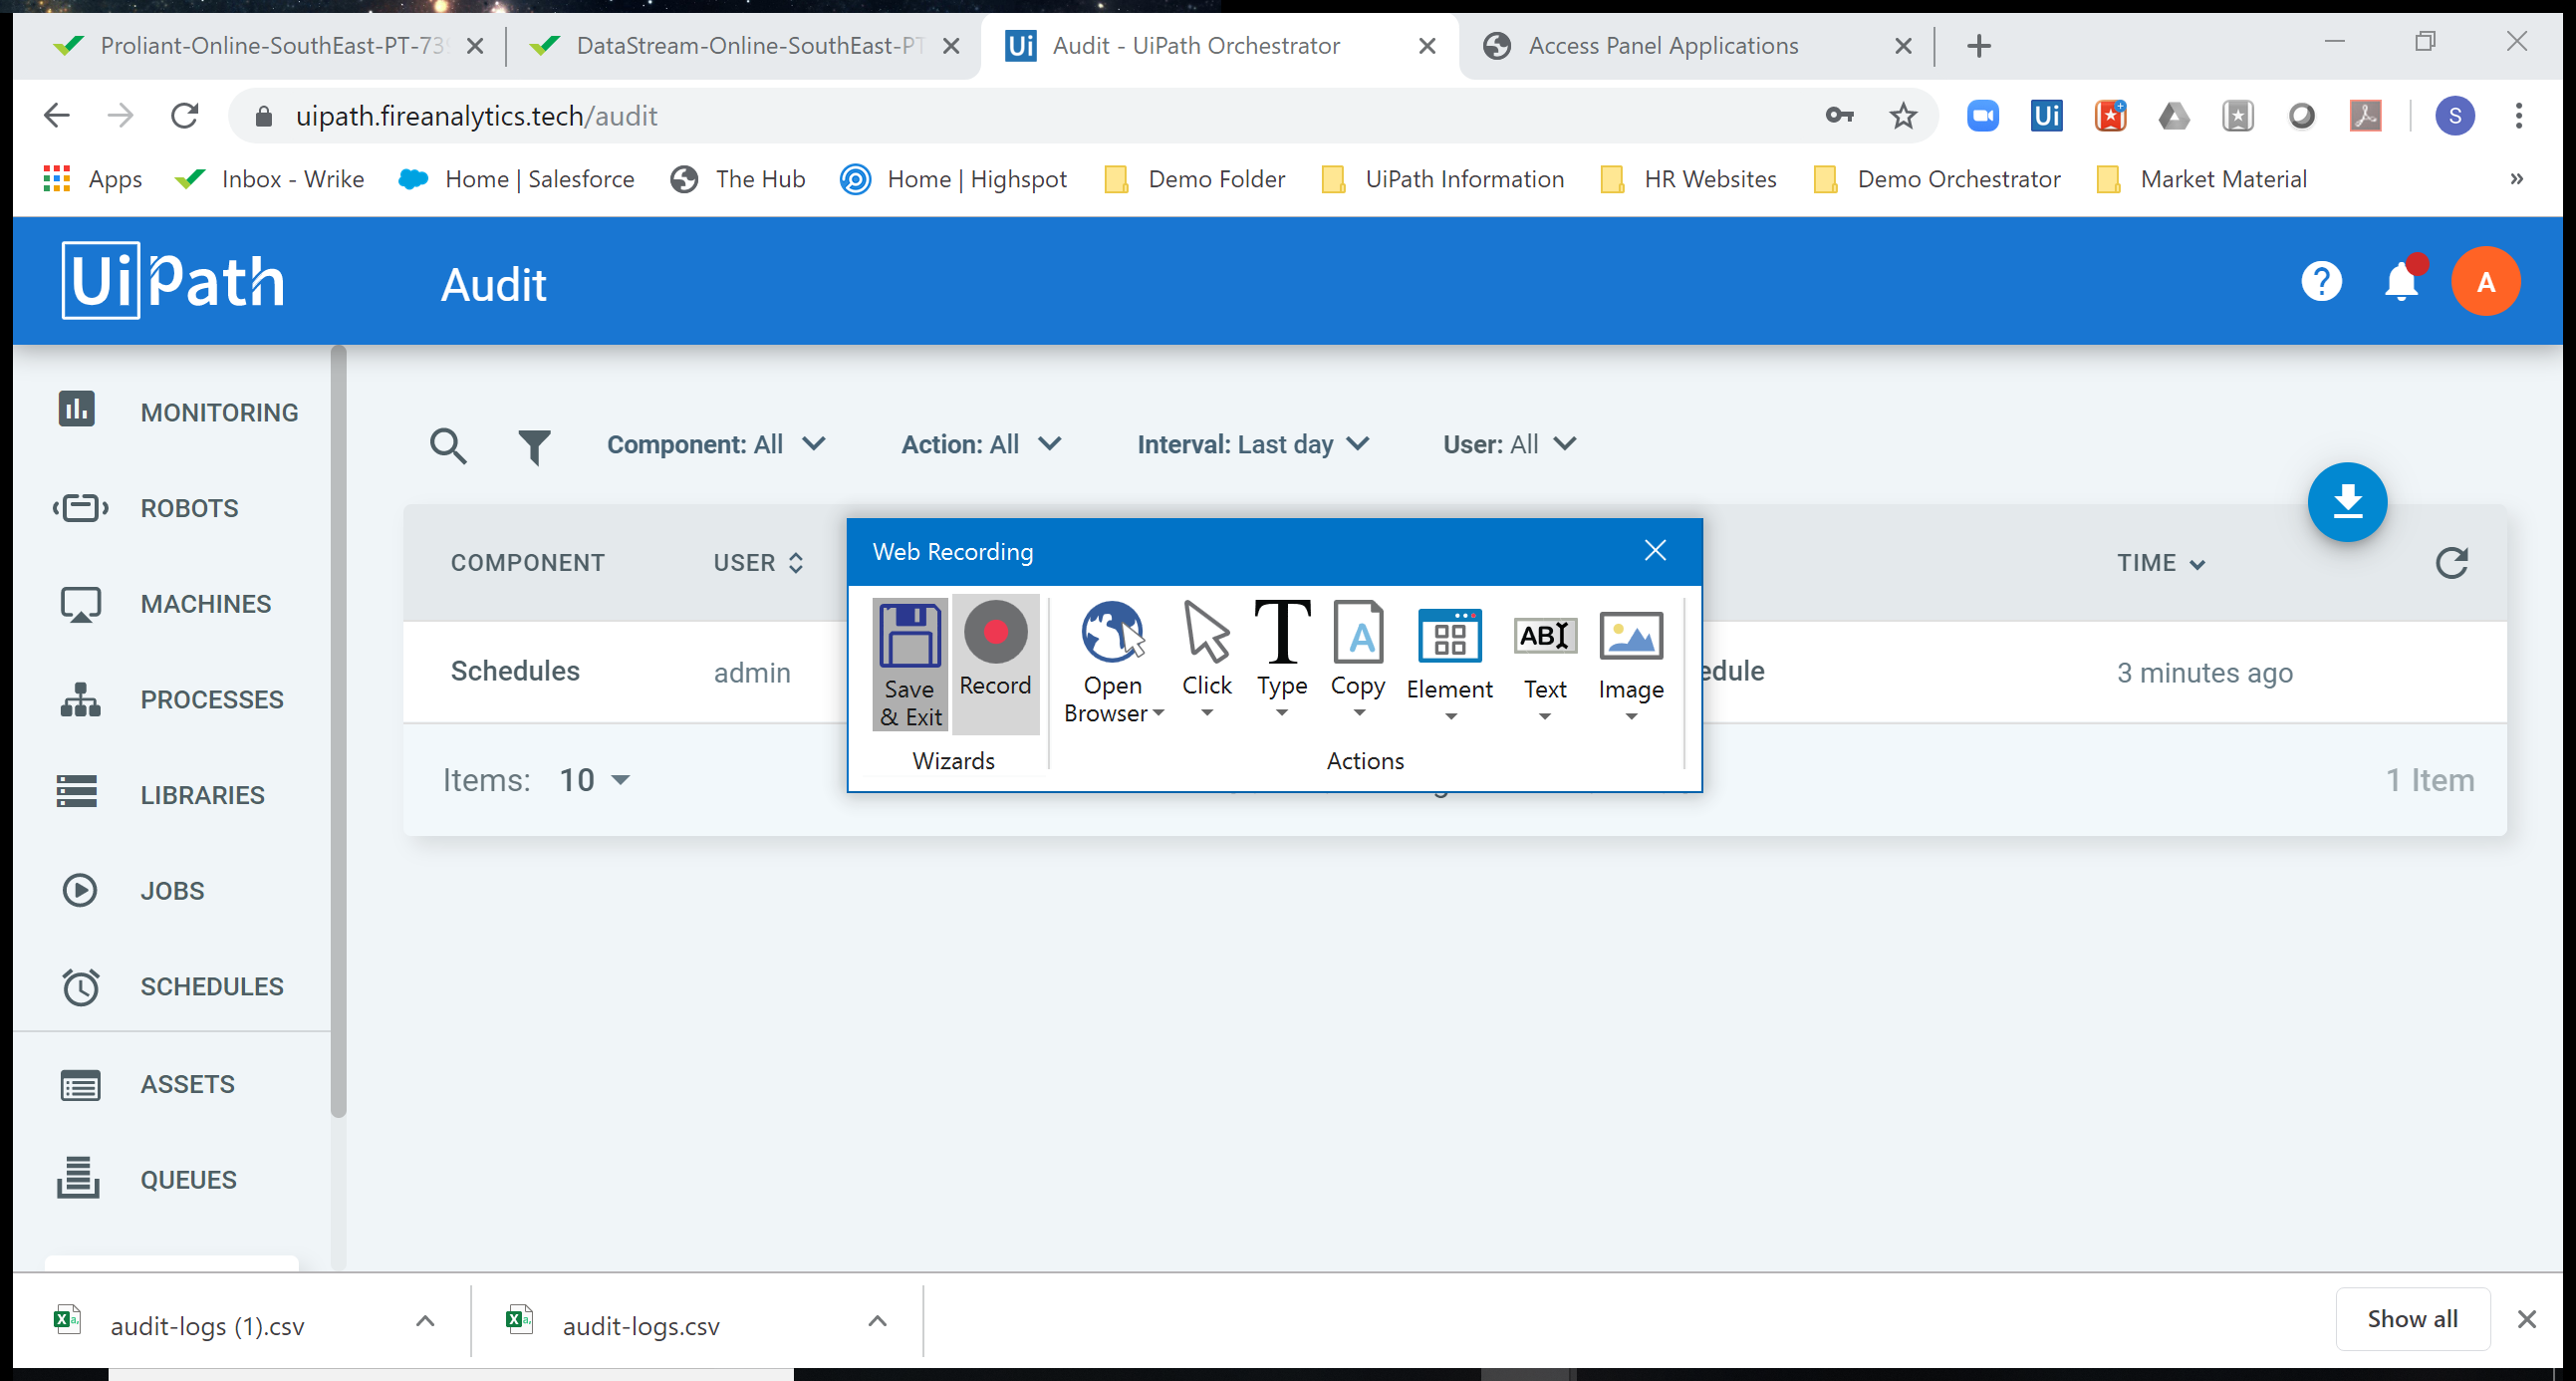 Proliant-Online-SouthEast-PT-73
DataStream-Online-SouthEast-PT
Ui Audit - UiPath Orchestrator
Access Panel Applications
uipath.fireanalytics.tech/audit
Ui
S
Apps
Inbox - Wrike
Home | Salesforce
The Hub
Home | Highspot
Demo Folder
UiPath Information
HR Websites
Demo Orchestrator
Market Material
»
UiPath
Audit
?
A
MONITORING
ROBOTS
MACHINES
PROCESSES
LIBRARIES
JOBS
SCHEDULES
ASSETS
QUEUES
Component: All
Action: All
Interval: Last day
User: All
COMPONENT
USER
TIME
Schedules
admin
edule
3 minutes ago
Items: 10
1 Item
Web Recording
Save
& Exit
Record
Open
Browser
Click
T
Type
A
Copy
Element
AB
Text
Image
Wizards
Actions
audit-logs (1).csv
audit-logs.csv
Show all